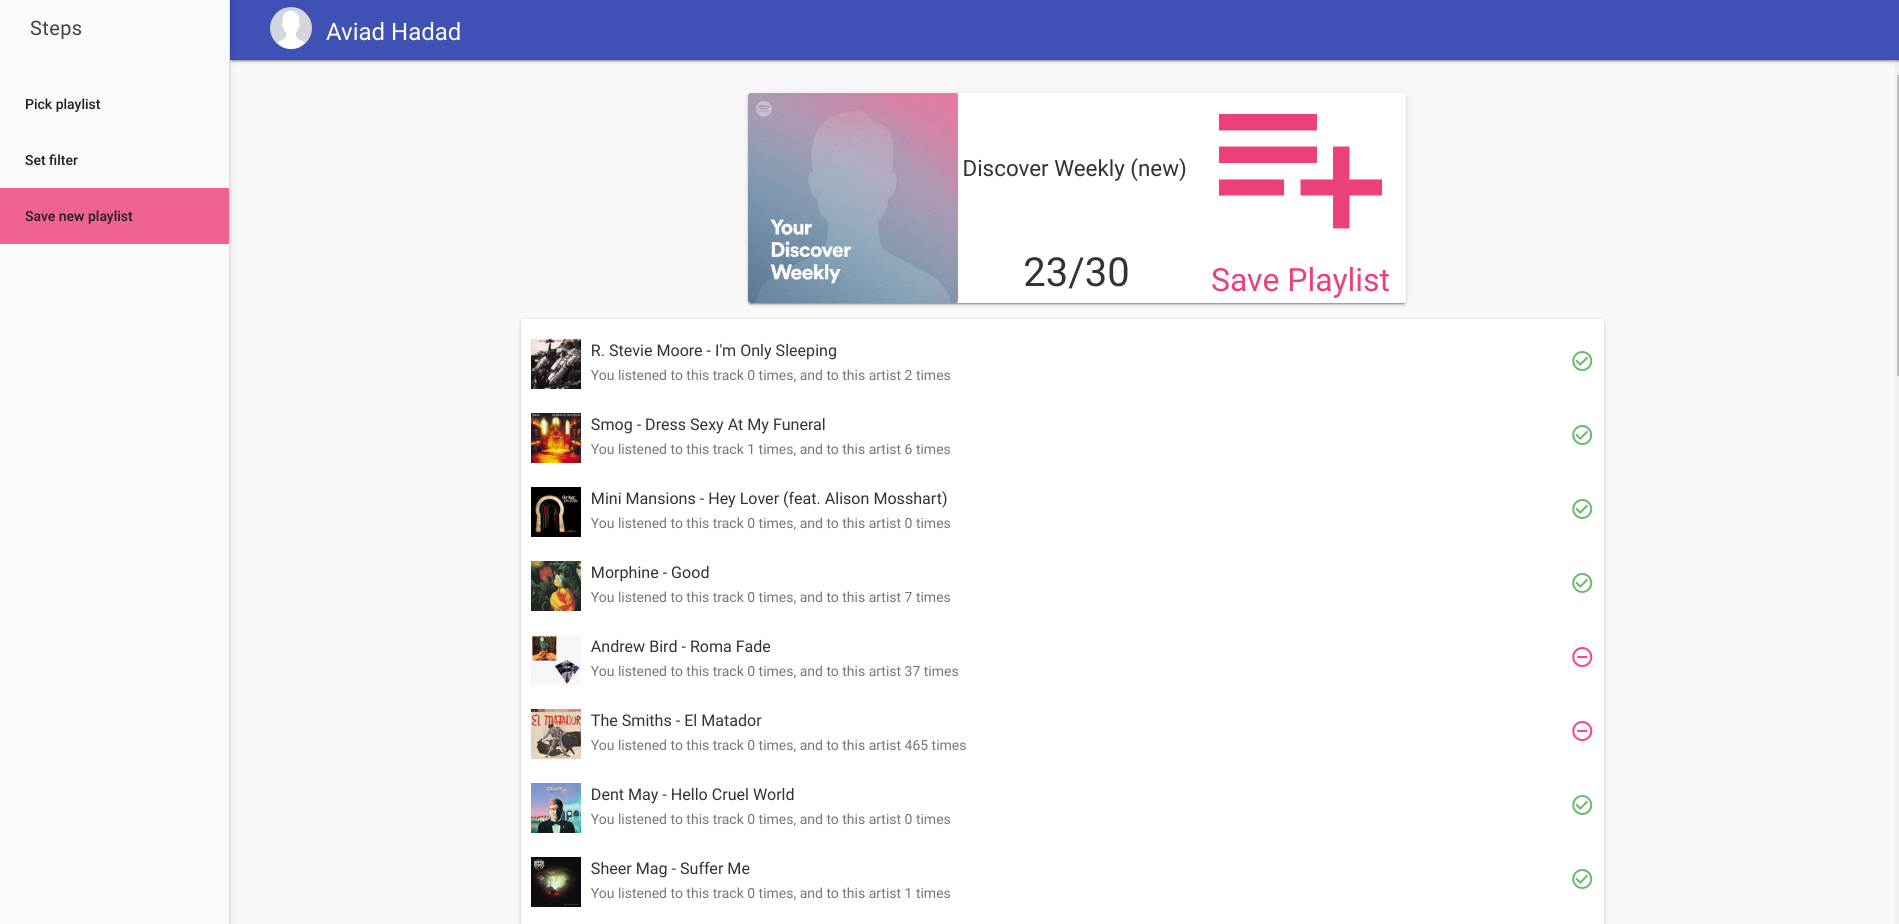 Steps
Pick playlist
Set filter
Save new playlist
Aviad Hadad
Your
Discover
Weekly
Discover Weekly (new)
23/30
Save Playlist
R. Stevie Moore - I'm Only Sleeping
You listened to this track 0 times, and to this artist 2 times
Smog - Dress Sexy At My Funeral
You listened to this track 1 times, and to this artist 6 times
Mini Mansions - Hey Lover (feat. Alison Mosshart)
You listened to this track 0 times, and to this artist 0 times
Morphine - Good
You listened to this track 0 times, and to this artist 7 times
Andrew Bird - Roma Fade
You listened to this track 0 times, and to this artist 37 times
EL MATADOR
The Smiths - El Matador
You listened to this track 0 times, and to this artist 465 times
Dent May - Hello Cruel World
You listened to this track 0 times, and to this artist 0 times
Sheer Mag - Suffer Me
You listened to this track 0 times, and to this artist 1 times